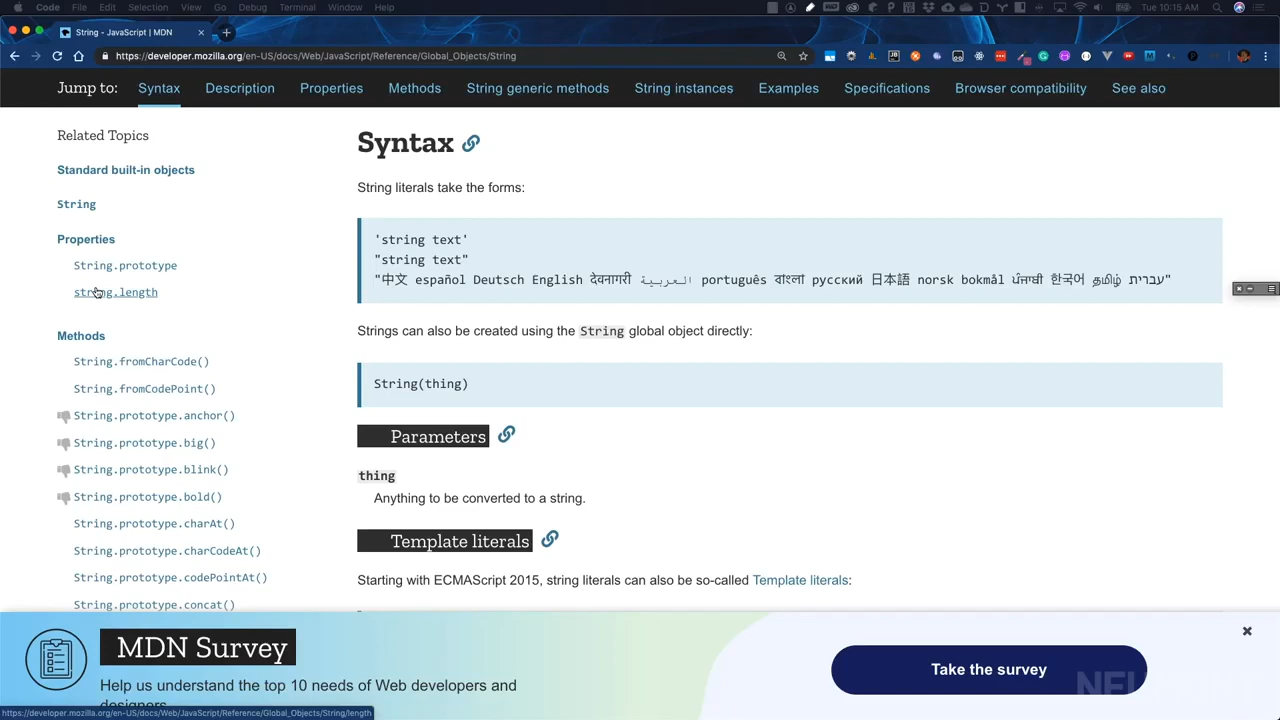 Code File Edit Selection View Go Debug Terminal Window Help Tue 10:15 AM
String - JavaScript | MDN
https://developer.mozilla.org/en-US/docs/Web/JavaScript/Reference/Global_Objects/String
Jump to: Syntax Description Properties Methods String generic methods String instances Examples Specifications Browser compatibility See also
Related Topics
Standard built-in objects
String
Properties
String.prototype
string.length
Methods
String.fromCharCode()
String.fromCodePoint()
String.prototype.anchor()
String.prototype.big()
String.prototype.blink()
String.prototype.bold()
String.prototype.charAt()
String.prototype.charCodeAt()
String.prototype.codePointAt()
String.prototype.concat()
Syntax
String literals take the forms:
'string text'
"string text"
"中文 español Deutsch English देवनागरी العربية português বাংলা русский 日本語 norsk bokmål ਪੰਜਾਬੀ 한국어 தமிழ் עברית"
Strings can also be created using the String global object directly:
String(thing)
Parameters
thing
Anything to be converted to a string.
Template literals
Starting with ECMAScript 2015, string literals can also be so-called Template literals:
MDN Survey
Help us understand the top 10 needs of Web developers and
designers.
Take the survey
https://developer.mozilla.org/en-US/docs/Web/JavaScript/Reference/Global_Objects/String/length